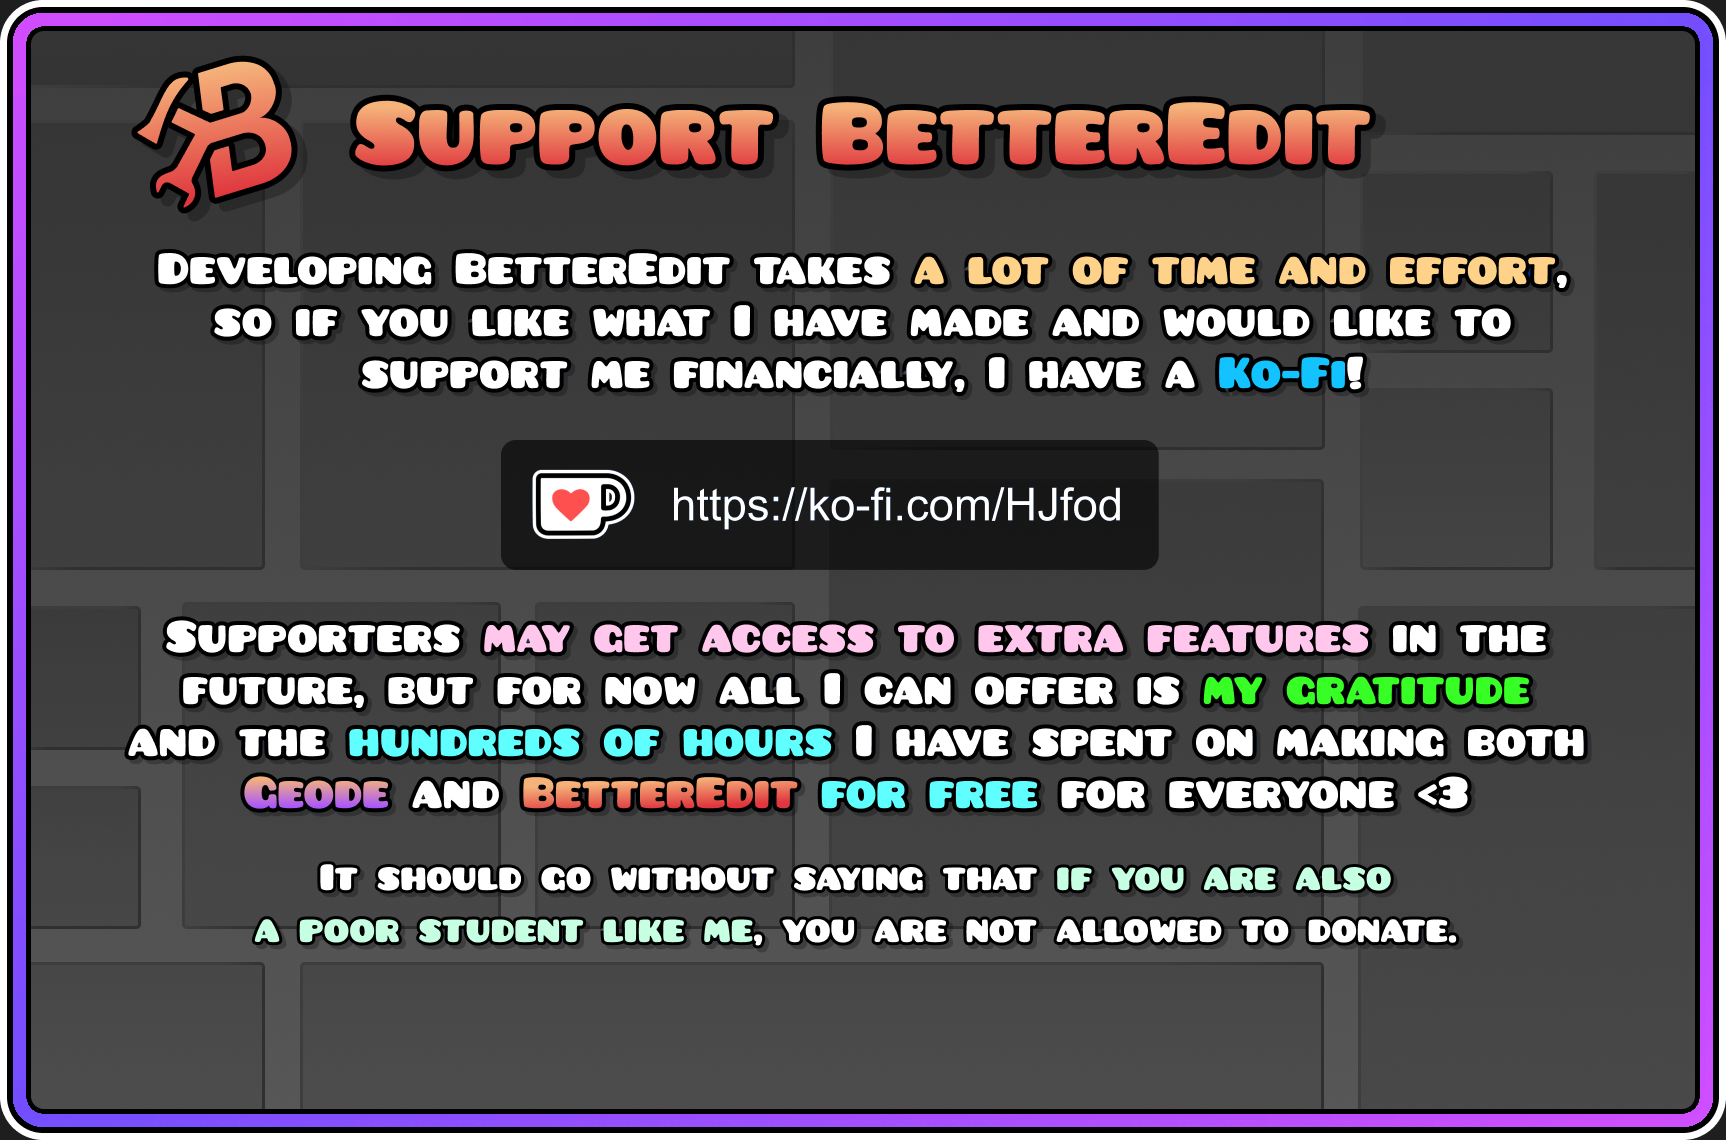 Support BetterEdit
Developing BetterEdit takes a lot of time and effort,
so if you like what I have made and would like to
support me financially, I have a Ko-Fi!
https://ko-fi.com/HJfod
Supporters may get access to extra features in the
future, but for now all I can offer is my gratitude
and the hundreds of hours I have spent on making both
Geode and BetterEdit for free for everyone <3
It should go without saying that if you are also
a poor student like me, you are not allowed to donate.